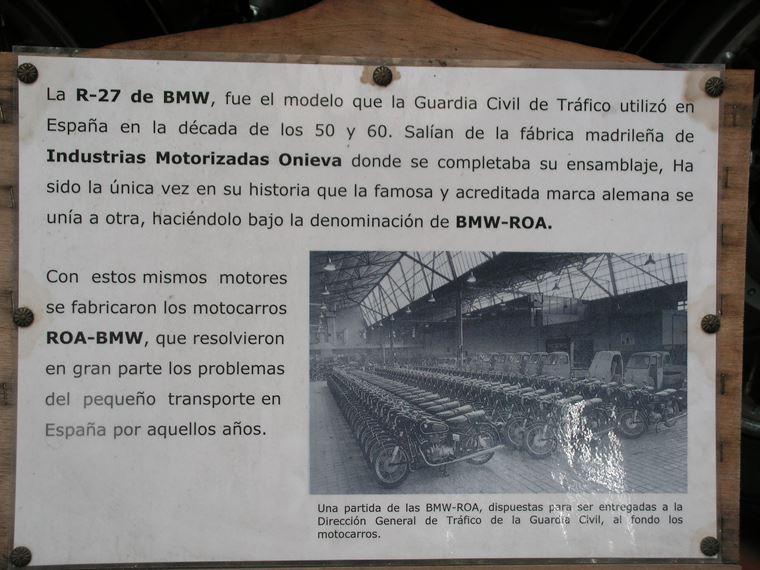 La R-27 de BMW, fue el modelo que la Guardia Civil de Tráfico utilizó en
España en la década de los 50 y 60. Salían de la fábrica madrileña de
Industrias Motorizadas Onieva donde se completaba su ensamblaje, Ha
sido la única vez en su historia que la famosa y acreditada marca alemana se
unía a otra, haciéndolo bajo la denominación de BMW-ROA.
Con estos mismos motores
se fabricaron los motocarros
ROA-BMW, que resolvieron
en gran parte los problemas
del pequeño transporte en
España por aquellos años.
Una partida de las BMW-ROA, dispuestas para ser entregadas a la
Dirección General de Tráfico de la Guardia Civil, al fondo los
motocarros.